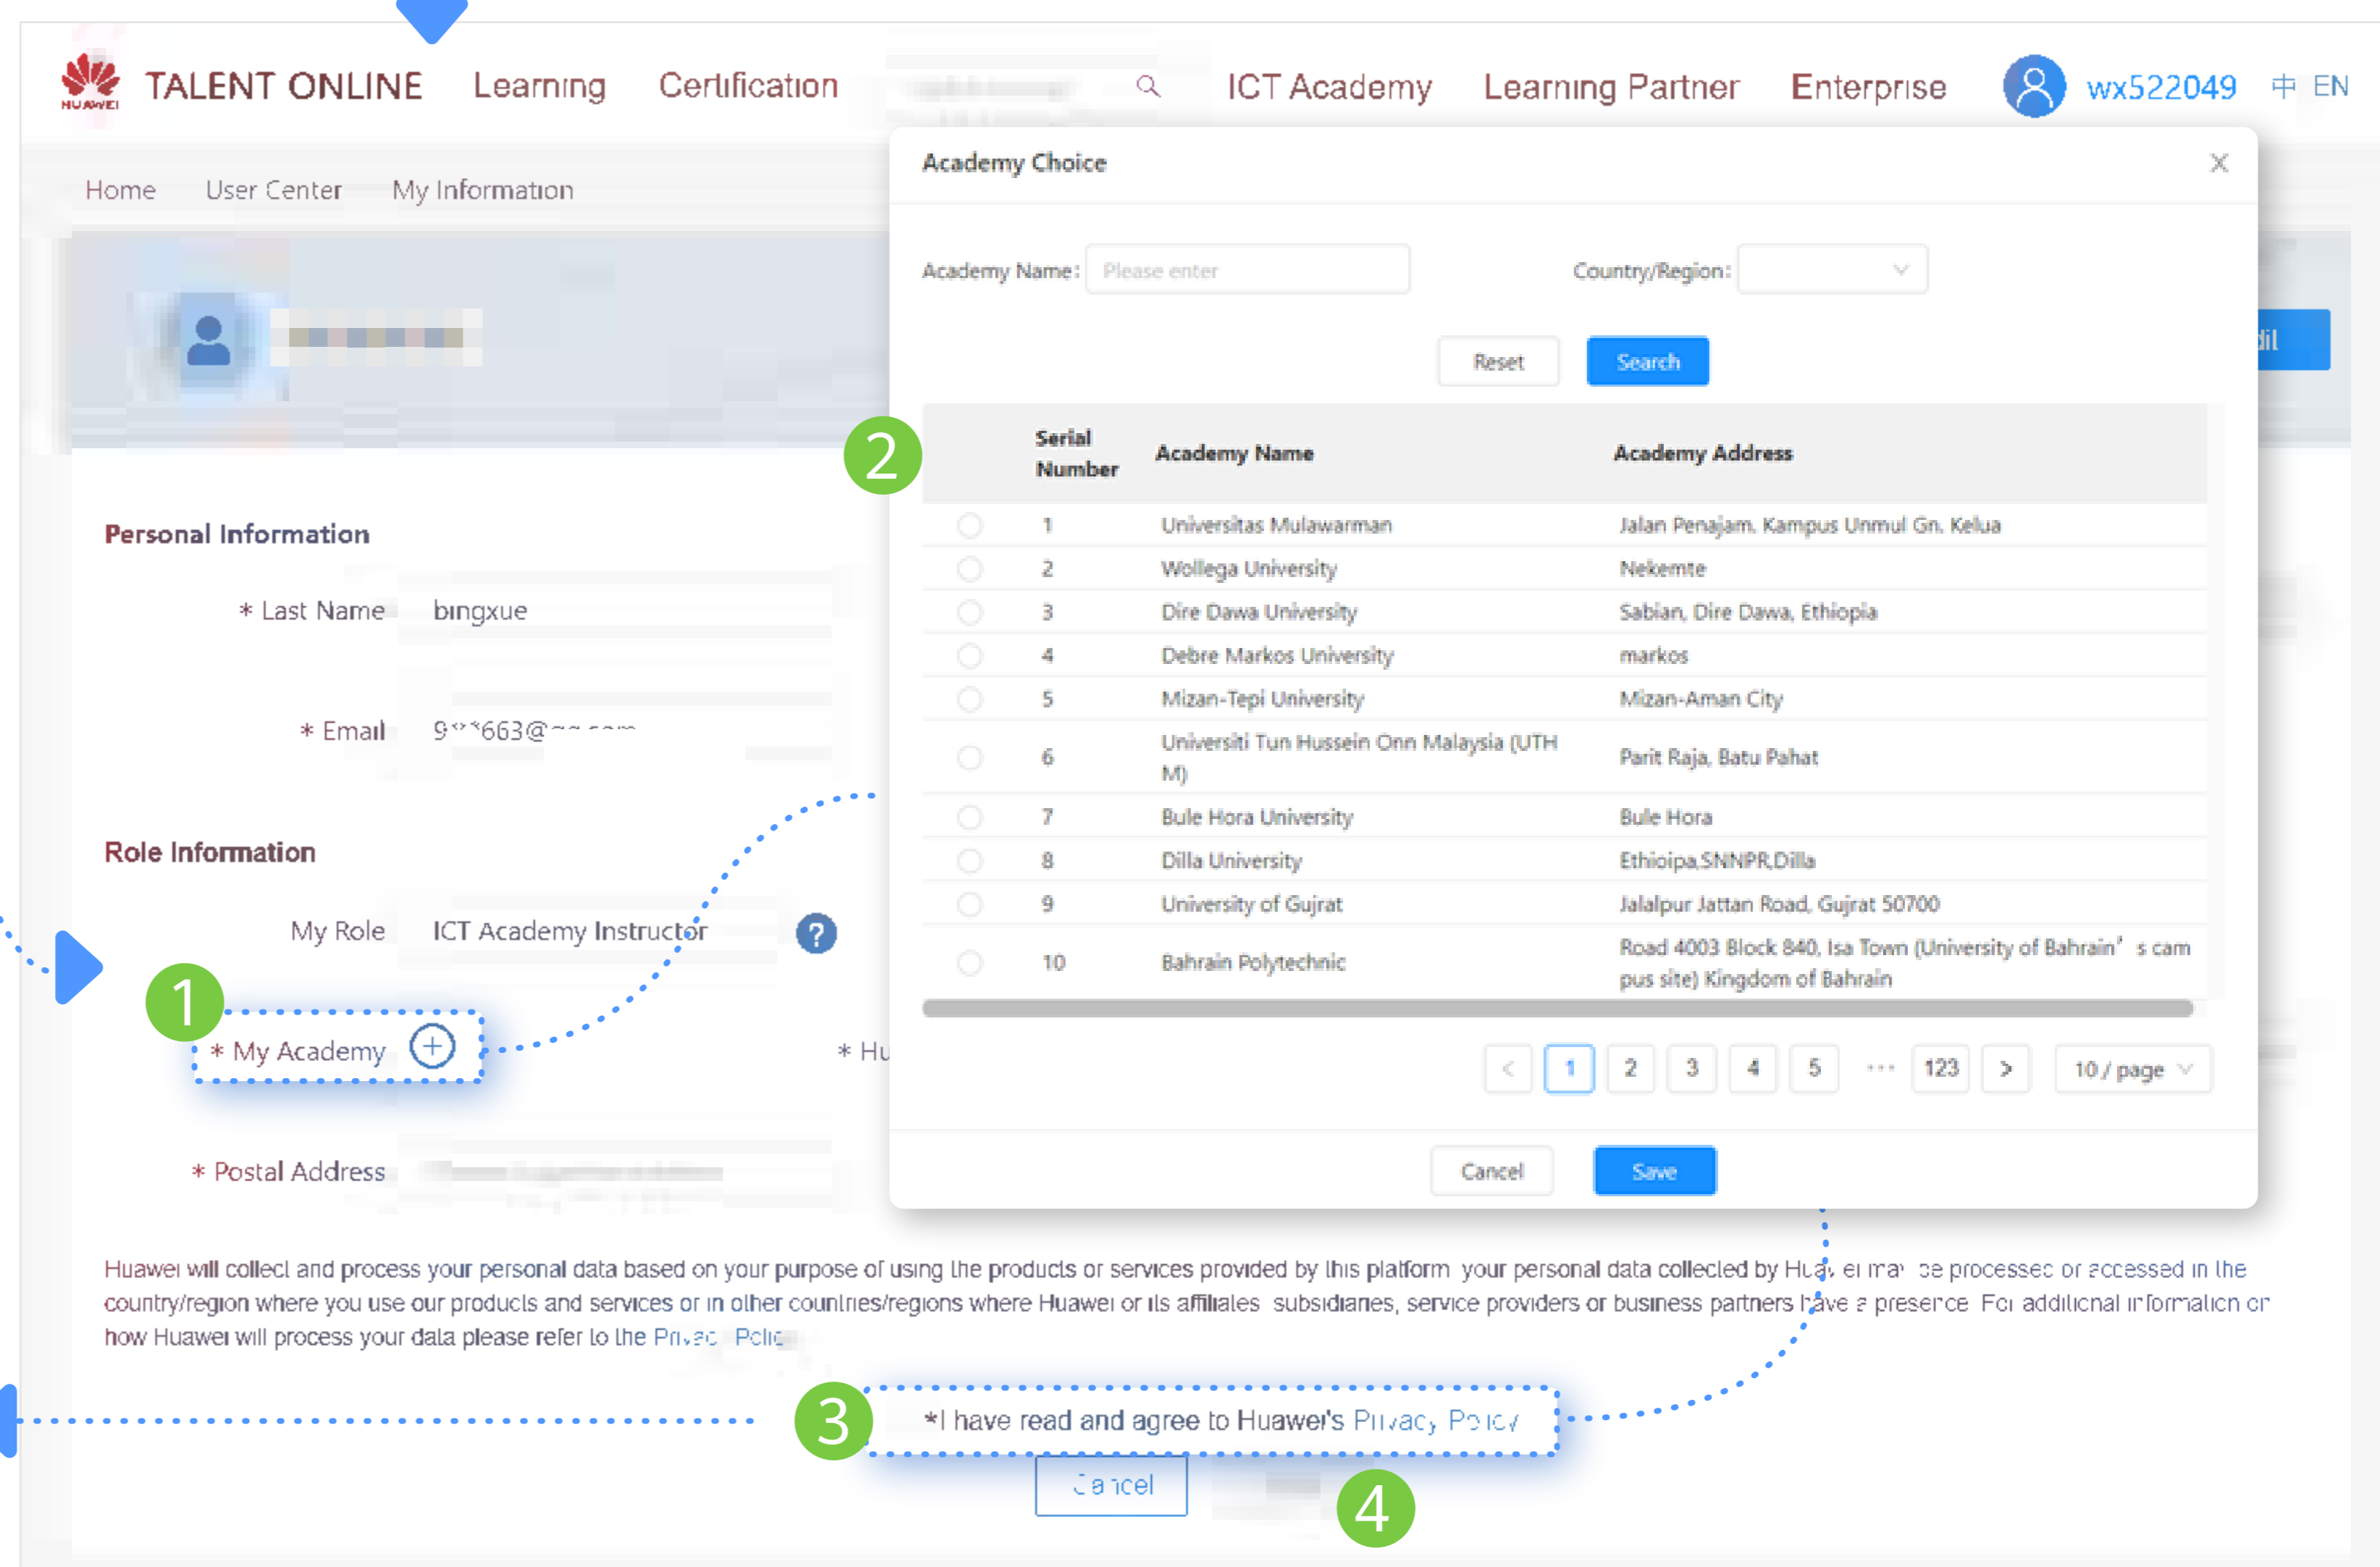 HUAWEI TALENT ONLINE Learning Certification ICT Academy Learning Partner Enterprise wx522049 中 EN
Home User Center My Information
Academy Choice
Academy Name: Please enter Country/Region:
Reset Search
2
Serial Number Academy Name Academy Address
1 Universitas Mulawarman Jalan Penajam. Kampus Unmul Gn. Kelua
2 Wollega University Nekemte
3 Dire Dawa University Sabian, Dire Dawa, Ethiopia
4 Debre Markos University markos
5 Mizan-Tepi University Mizan-Aman City
6 Universiti Tun Hussein Onn Malaysia (UTH
M) Parit Raja, Batu Pahat
7 Bule Hora University Bule Hora
8 Dilla University Ethioipa,SNNPR,Dilla
9 University of Gujrat Jalalpur Jattan Road, Gujrat 50700
10 Bahrain Polytechnic Road 4003 Block 840, Isa Town (University of Bahrain’ s cam
pus site) Kingdom of Bahrain
< 1 2 3 4 5 ··· 123 > 10 / page
Cancel Save
Personal Information
* Last Name bingxue
* Email
Role Information
My Role ICT Academy Instructor ?
1
* My Academy +
* Postal Address
Huawei will collect and process your personal data based on your purpose of using the products or services provided by this platform your personal data collected by Huawei may be processed or accessed in the
country/region where you use our products and services or in other countries/regions where Huawei or its affiliates subsidiaries, service providers or business partners have a presence For additional information on
how Huawei will process your data please refer to the Privacy Policy
3
*I have read and agree to Huawei's Privacy Policy
Cancel
4